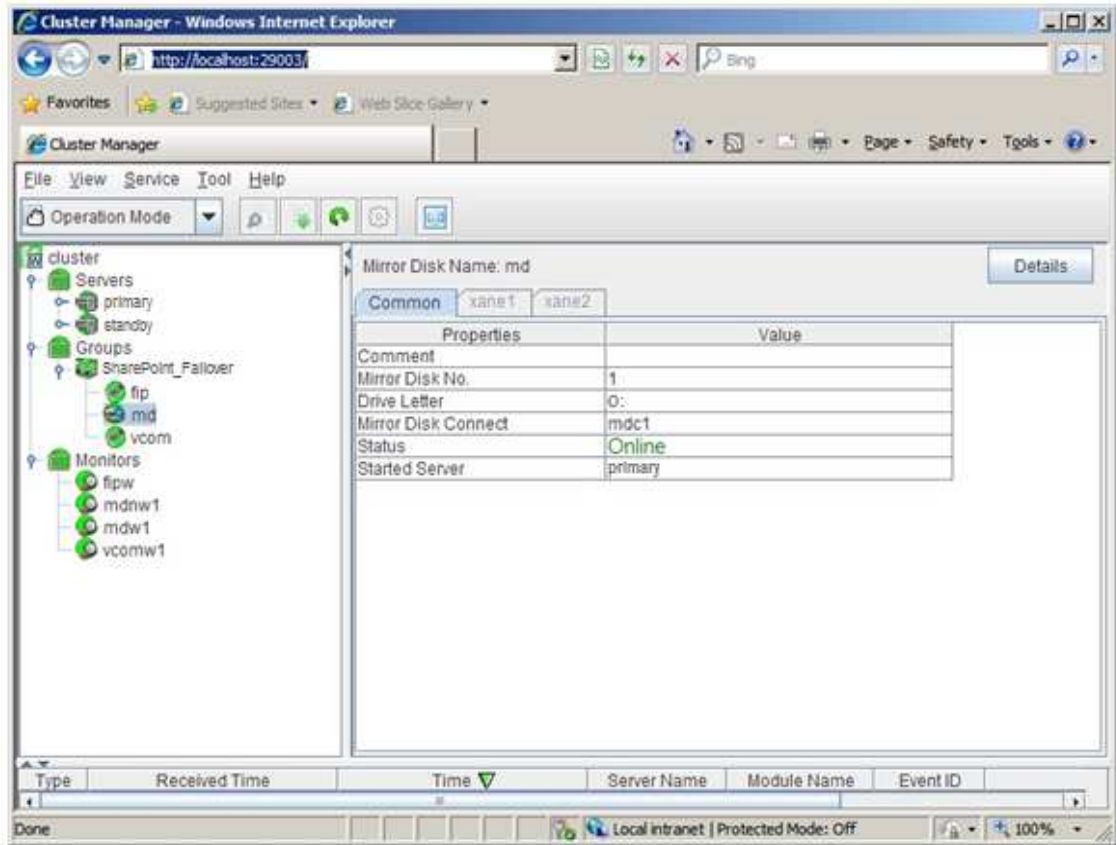 Cluster Manager - Windows Internet Explorer
http://localhost:29003/
Bing
Favorites Suggested Sites Web Slice Gallery
Cluster Manager Page Safety Tools
File View Service Tool Help
Operation Mode
cluster
Servers
primary
standby
Groups
SharePoint_Failover
fip
md
vcom
Monitors
fipw
mdnw1
mdw1
vcomw1
Mirror Disk Name: md Details
Common xane1 xane2
Properties Value
Comment
Mirror Disk No. 1
Drive Letter O:
Mirror Disk Connect mdc1
Status Online
Started Server primary
Type Received Time Time Server Name Module Name Event ID
Done Local intranet | Protected Mode: Off 100%